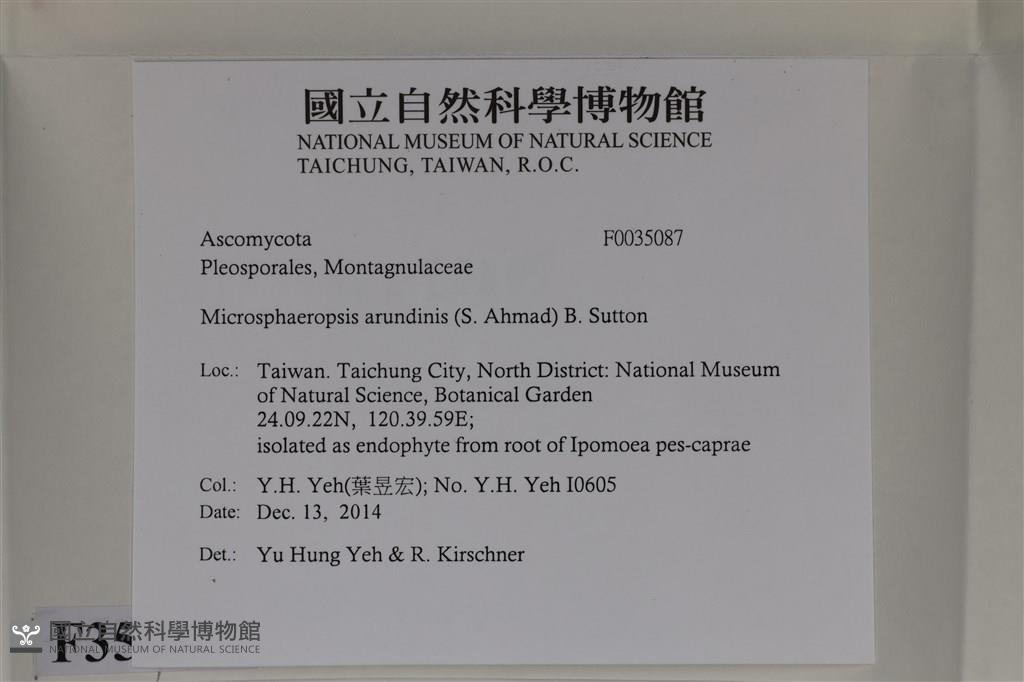 國立自然科學博物館
NATIONAL MUSEUM OF NATURAL SCIENCE
TAICHUNG, TAIWAN, R.O.C.
Ascomycota F0035087
Pleosporales, Montagnulaceae
Microsphaeropsis arundinis (S. Ahmad) B. Sutton
Loc.: Taiwan. Taichung City, North District: National Museum
of Natural Science, Botanical Garden
24.09.22N, 120.39.59E;
isolated as endophyte from root of Ipomoea pes-caprae
Col.: Y.H. Yeh(葉昱宏); No. Y.H. Yeh I0605
Date: Dec. 13, 2014
Det.: Yu Hung Yeh & R. Kirschner
國立自然科學博物館
NATIONAL MUSEUM OF NATURAL SCIENCE
F35